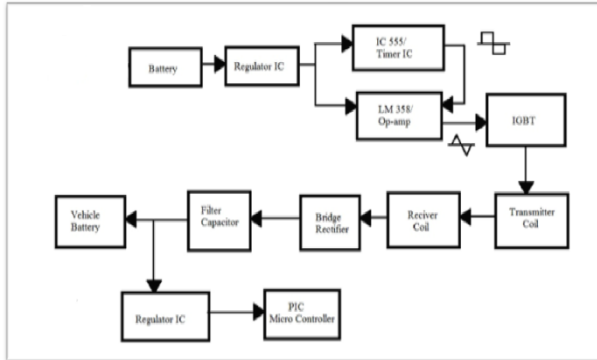 Battery
Regulator IC
IC 555/
Timer IC
LM 358/
Op-amp
IGBT
Vehicle
Battery
Filter
Capacitor
Bridge
Rectifier
Reciver
Coil
Transmitter
Coil
Regulator IC
PIC
Micro Controller